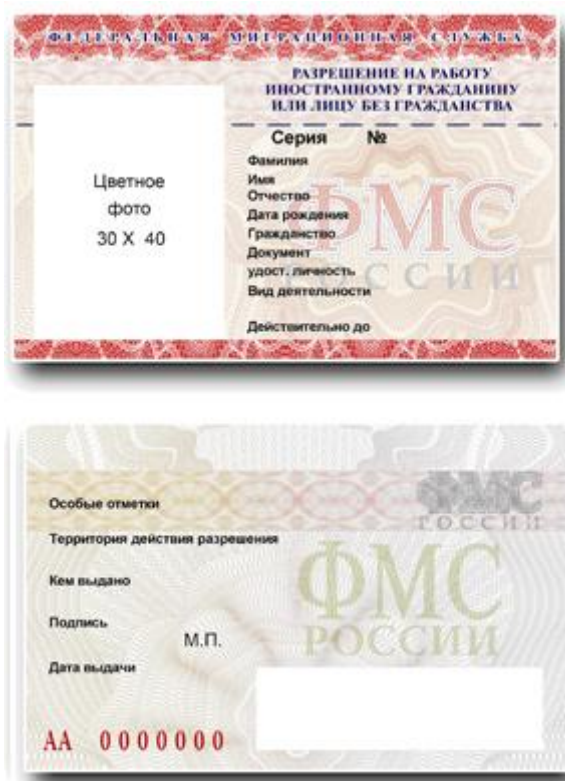 ФЕДЕРАЛЬНАЯ МИГРАЦИОННАЯ СЛУЖБА
РАЗРЕШЕНИЕ НА РАБОТУ
ИНОСТРАННОМУ ГРАЖДАНИНУ
ИЛИ ЛИЦУ БЕЗ ГРАЖДАНСТВА
Серия №
Цветное
фото
30 X 40
Фамилия
Имя
Отчество
Дата рождения
Гражданство
Документ
удост. личность
Вид деятельности
Действительно до
ФМС
РОССИИ
Особые отметки
ФМС
РОССИИ
Территория действия разрешения
Кем выдано
Подпись
М.П.
Дата выдачи
ФМС
РОССИИ
АА 0000000